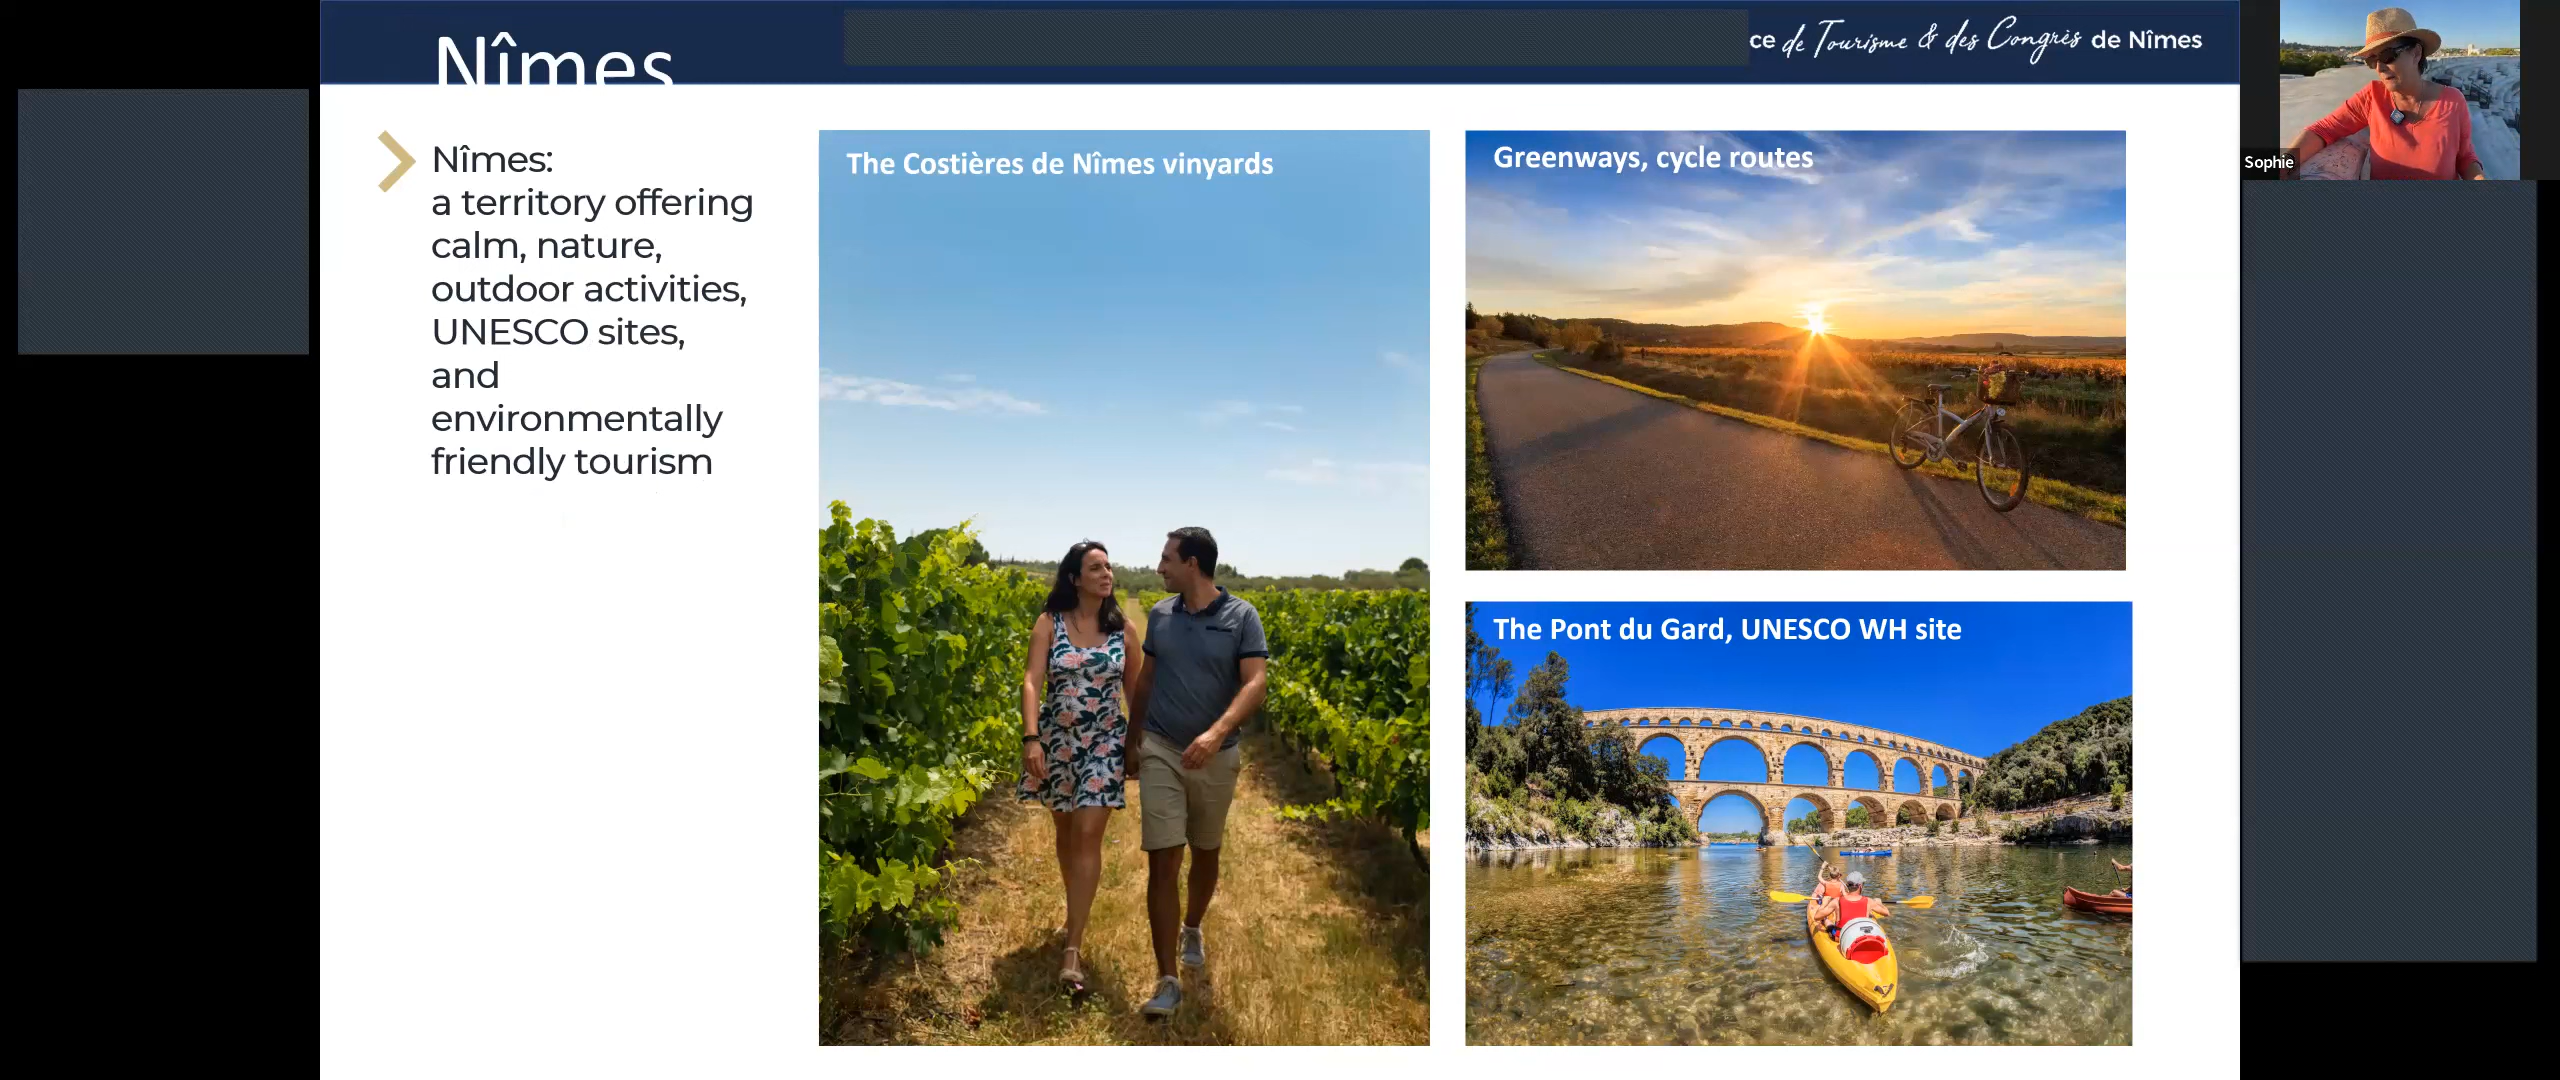 Nîmes
ce de Tourisme & des Congrès de Nîmes
Sophie
Nîmes:
a territory offering
calm, nature,
outdoor activities,
UNESCO sites,
and
environmentally
friendly tourism
The Costières de Nîmes vinyards
Greenways, cycle routes
The Pont du Gard, UNESCO WH site